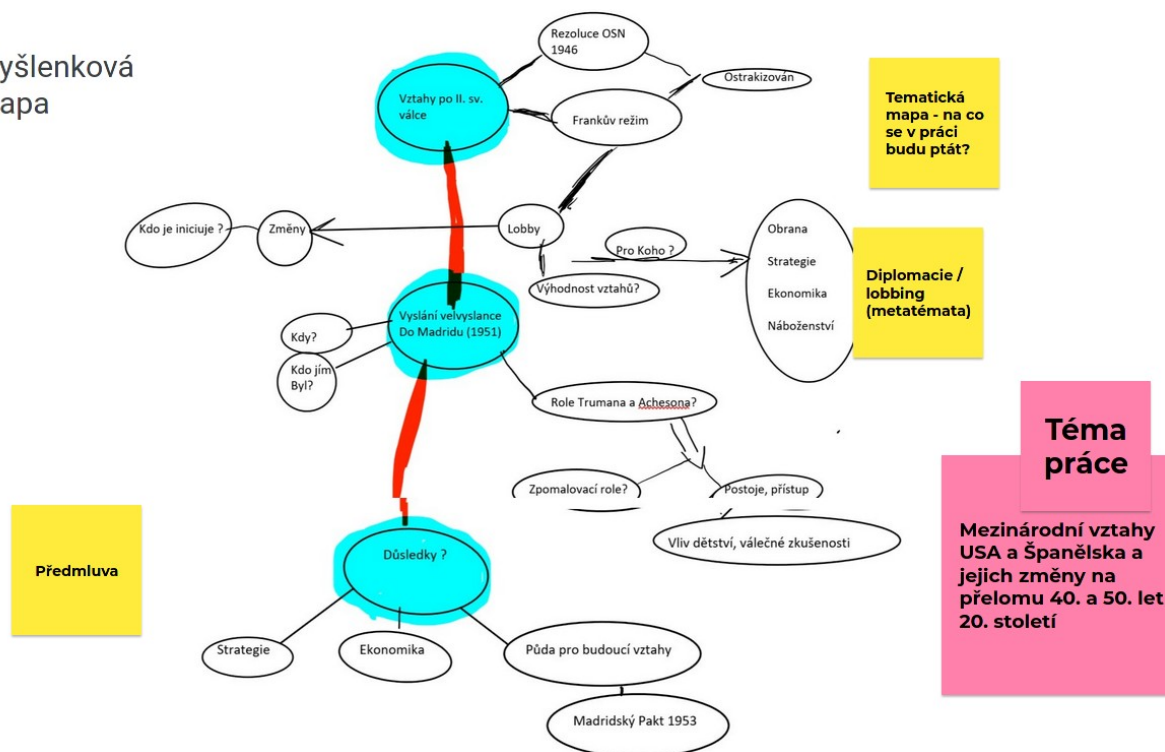 yšlenková
apa
Rezoluce OSN
1946
Ostrakizován
Vztahy po II. sv.
válce
Frankův režim
Tematická
mapa - na co
se v práci
budu ptát?
Kdo je iniciuje ?
Změny
Lobby
Pro Koho ?
Výhodnost vztahů?
Obrana
Strategie
Ekonomika
Náboženství
Diplomacie /
lobbing
(metatémata)
Vyslání velvyslance
Do Madridu (1951)
Kdy?
Kdo jím
Byl?
Role Trumana a Achesona?
Zpomalovací role?
Postoje, přístup
Vliv dětství, válečné zkušenosti
Téma
práce
Mezinárodní vztahy
USA a Španělska a
jejich změny na
přelomu 40. a 50. let
20. století
Předmluva
Důsledky ?
Strategie
Ekonomika
Půda pro budoucí vztahy
Madridský Pakt 1953